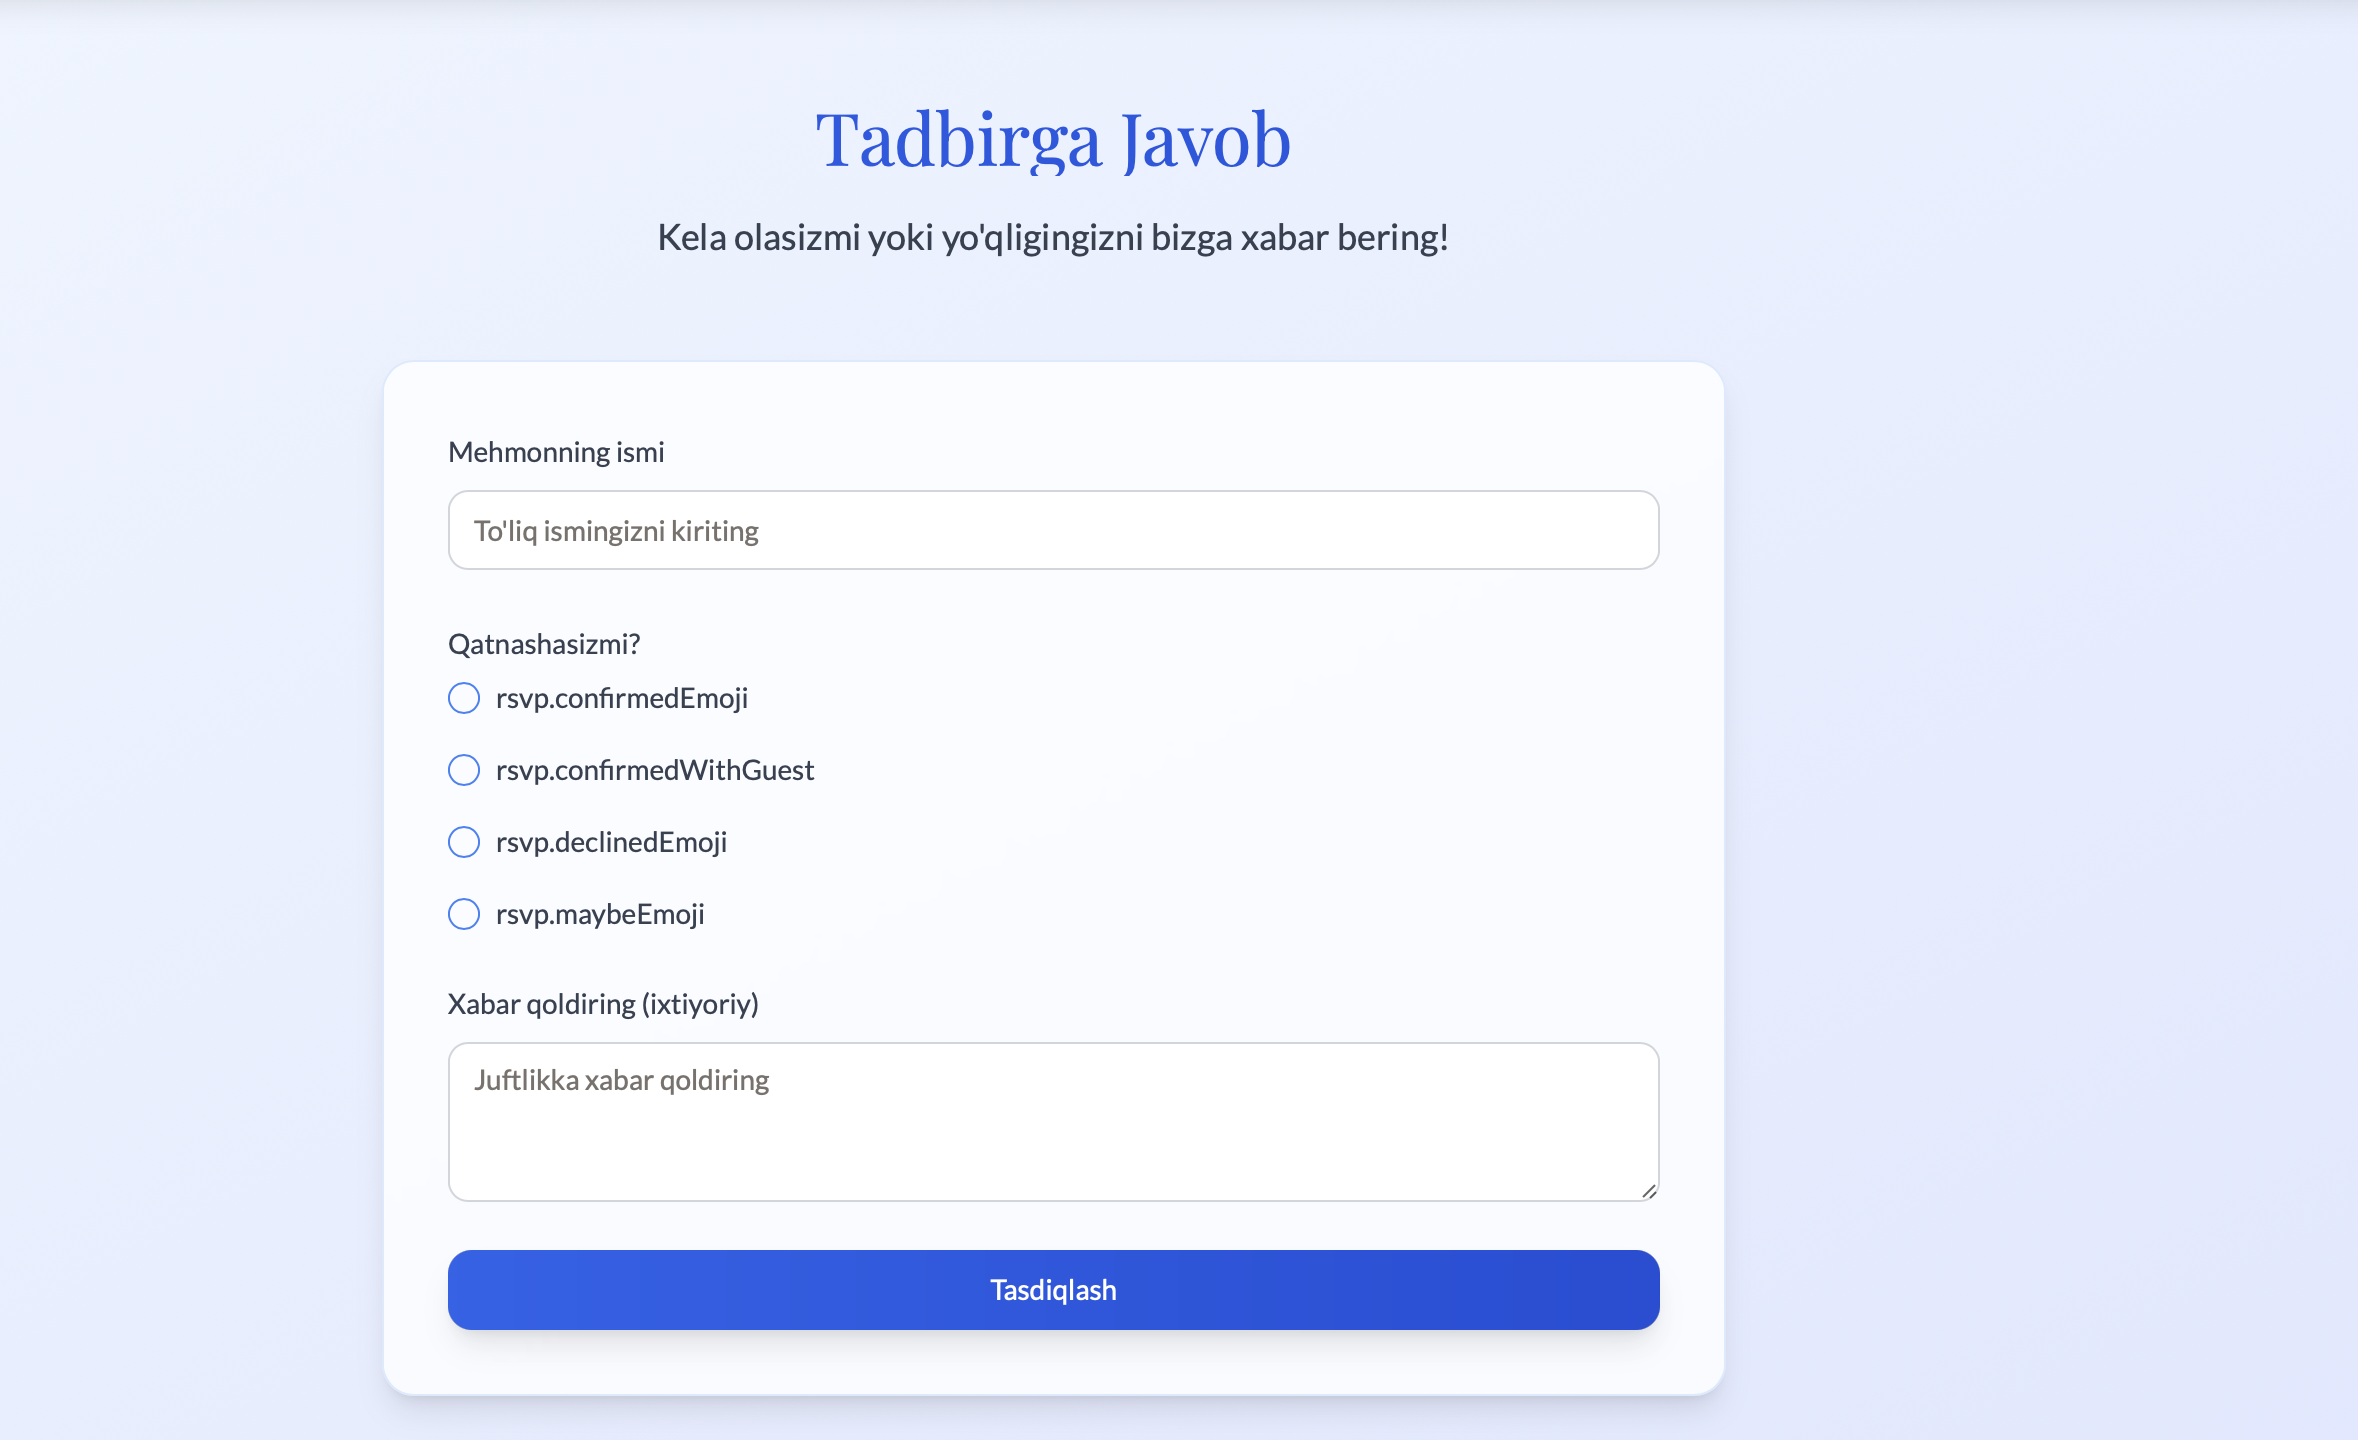 Tadbirga Javob
Kela olasizmi yoki yo'qligingizni bizga xabar bering!
Mehmonning ismi
To'liq ismingizni kiriting
Qatnashasizmi?
rsvp.confirmedEmoji
rsvp.confirmedWithGuest
rsvp.declinedEmoji
rsvp.maybeEmoji
Xabar qoldiring (ixtiyoriy)
Juftlikka xabar qoldiring
Tasdiqlash